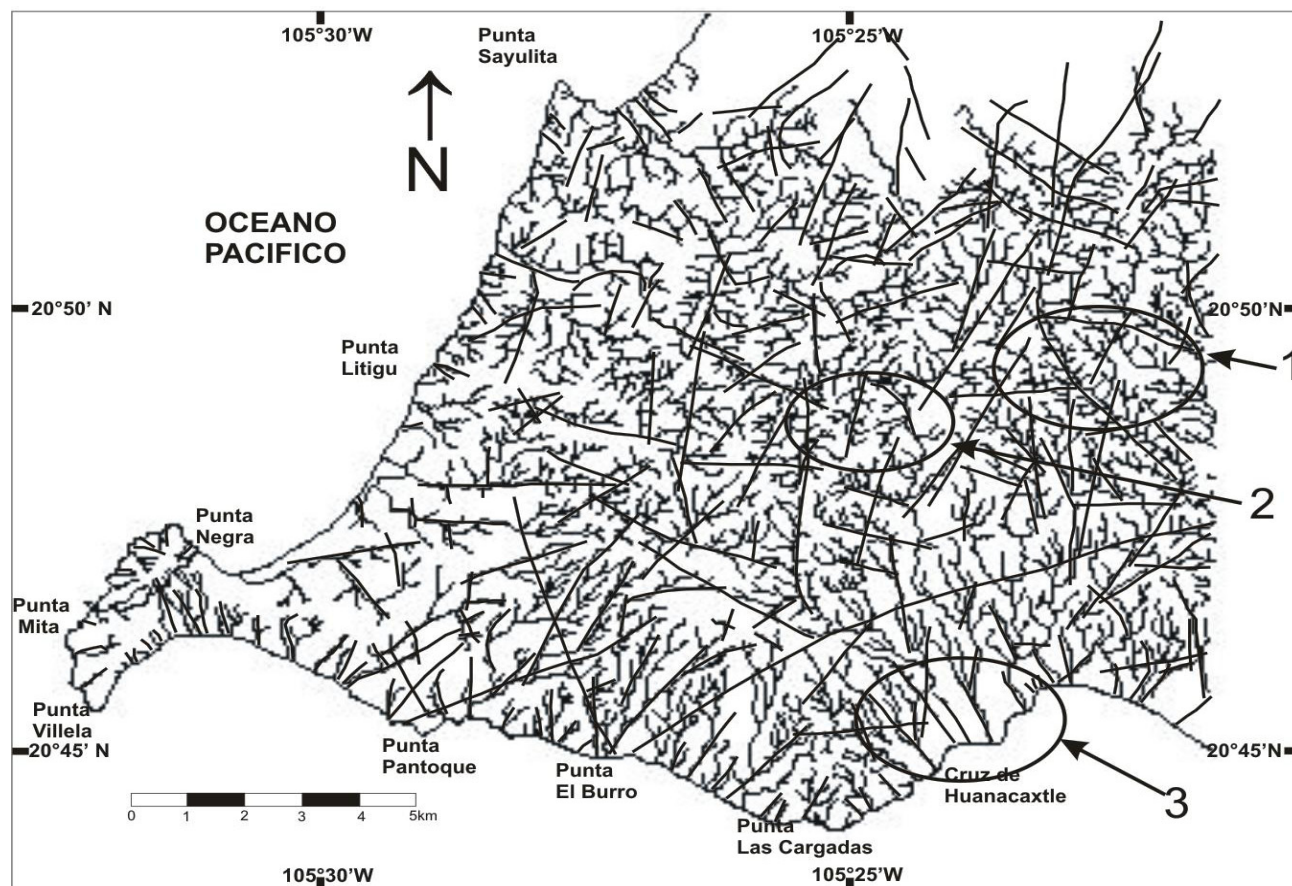 105°30'W
Punta
Sayulita
105°25'W
N
OCEANO
PACIFICO
20°50' N
20°50'N
Punta
Litigu
1
2
Punta
Negra
Punta
Mita
Punta
Villela
20°45' N
20°45'N
Punta
Pantoque
Punta
El Burro
Cruz de
Huanacaxtle
3
0 1 2 3 4 5km
Punta
Las Cargadas
105°30'W
105°25'W